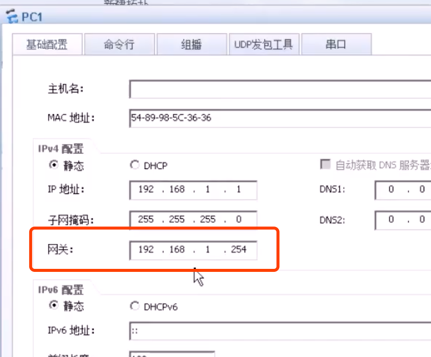 PC1
基础配置 命令行 组播 UDP发包工具 串口
主机名:
MAC 地址: 54-89-98-5C-36-36
IPv4 配置
静态 DHCP 自动获取 DNS 服务器
IP 地址: 192 . 168 . 1 . 1 DNS1: 0 . 0
子网掩码: 255 . 255 . 255 . 0 DNS2: 0 . 0
网关: 192 . 168 . 1 . 254
IPv6 配置
静态 DHCPv6
IPv6 地址: ::